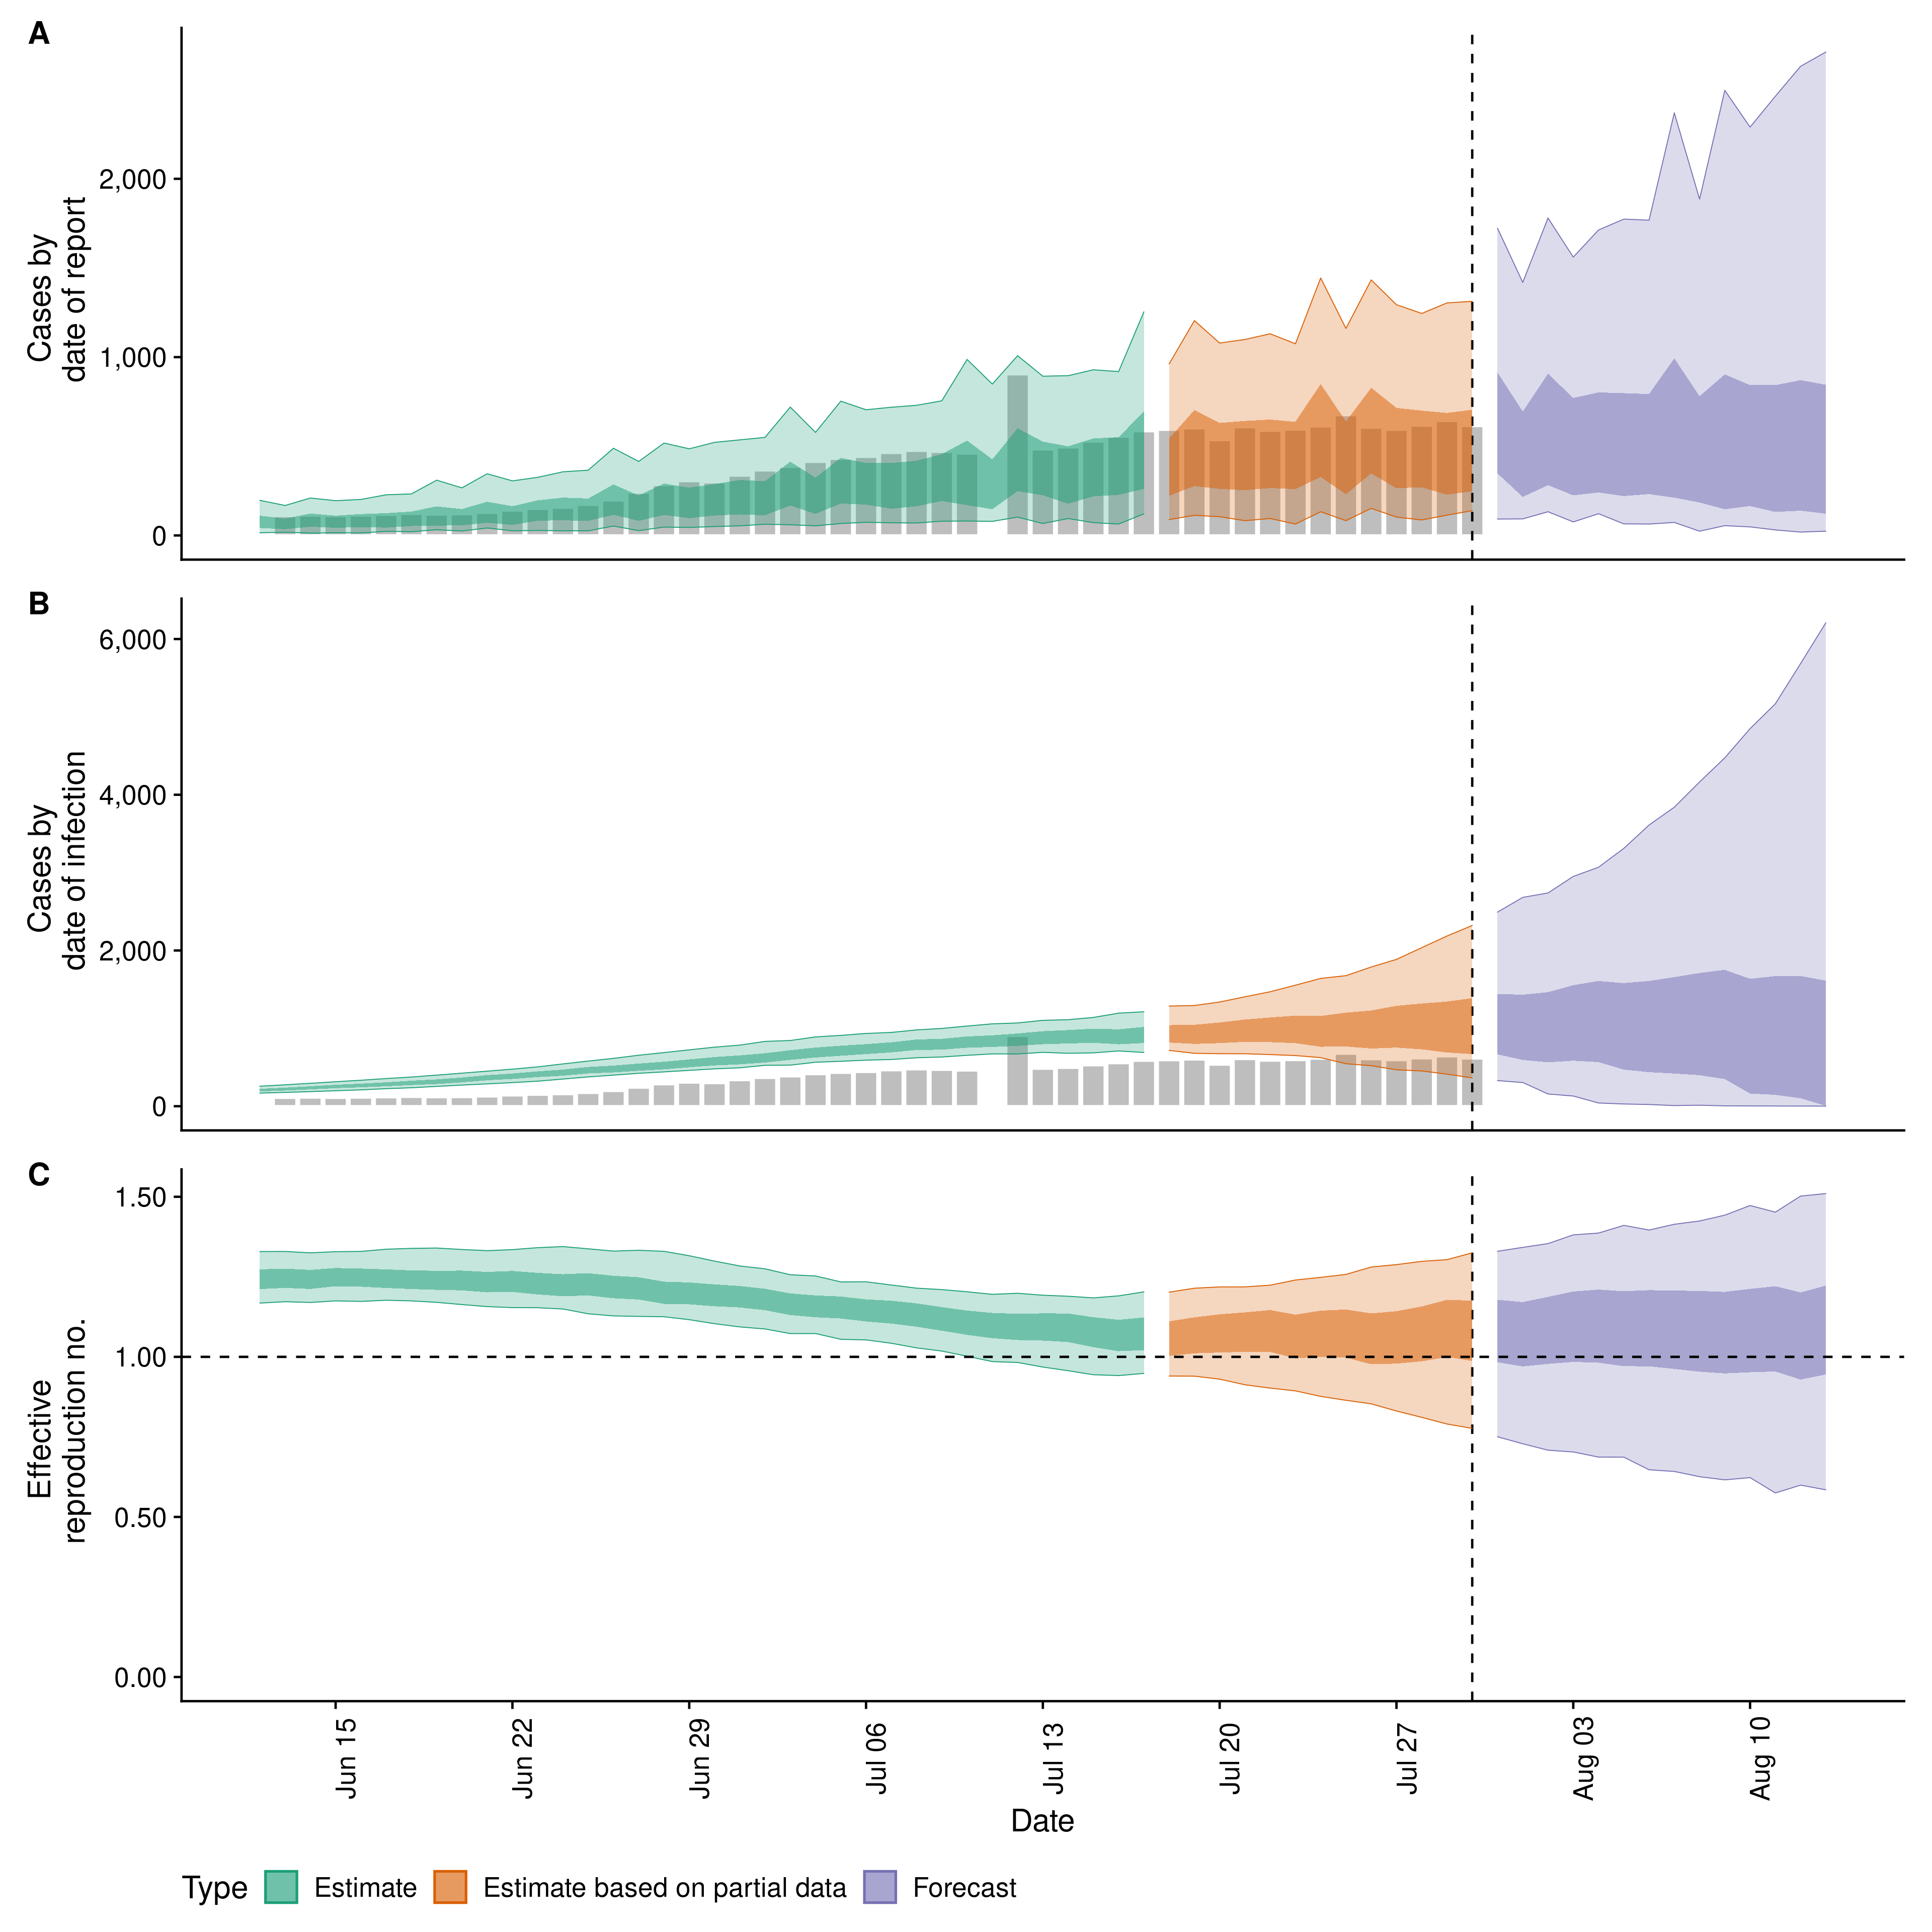 A
Cases by
date of report
2,000
1,000
0
B
Cases by
date of infection
6,000
4,000
2,000
0
C
Effective
reproduction no.
1.50
1.00
0.50
0.00
Jun 15
Jun 22
Jun 29
Jul 06
Jul 13
Jul 20
Jul 27
Aug 03
Aug 10
Date
Type
Estimate
Estimate based on partial data
Forecast